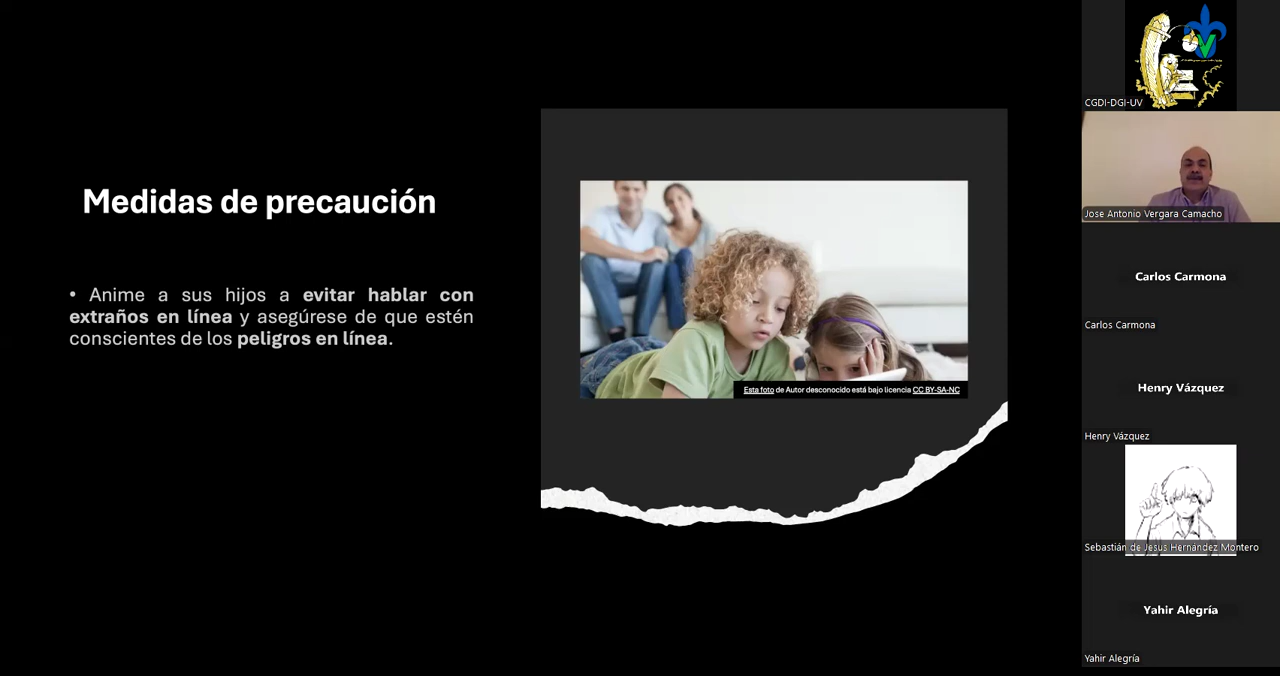 Medidas de precaución
• Anime a sus hijos a evitar hablar con
extraños en línea y asegúrese de que estén
conscientes de los peligros en línea.
Esta foto de Autor desconocido está bajo licencia CC BY-SA-NC
CGDI-DGI-UV
Jose Antonio Vergara Camacho
Carlos Carmona
Carlos Carmona
Henry Vázquez
Henry Vázquez
Sebastián de Jesus Hernández Montero
Yahir Alegría
Yahir Alegría